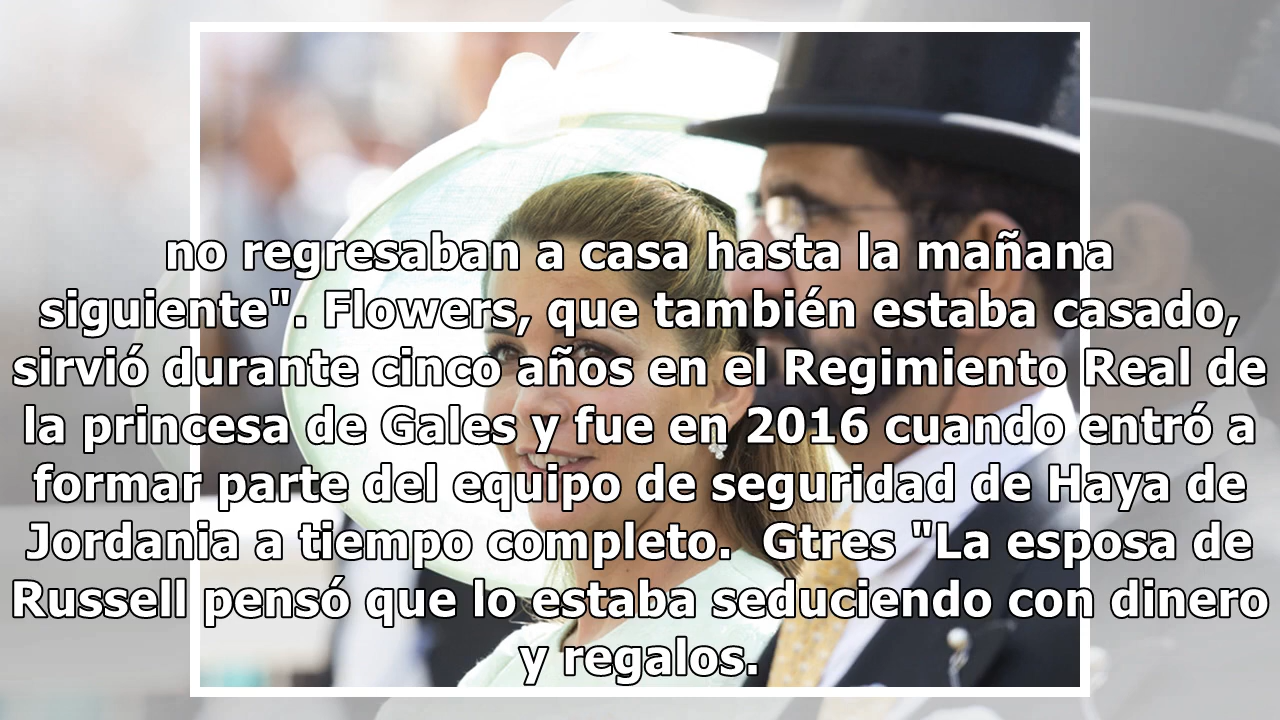 no regresaban a casa hasta la mañana
siguiente". Flowers, que también estaba casado,
sirvió durante cinco años en el Regimiento Real de
la princesa de Gales y fue en 2016 cuando entró a
formar parte del equipo de seguridad de Haya de
Jordania a tiempo completo.  Gtres "La esposa de
Russell pensó que lo estaba seduciendo con dinero
y regalos.